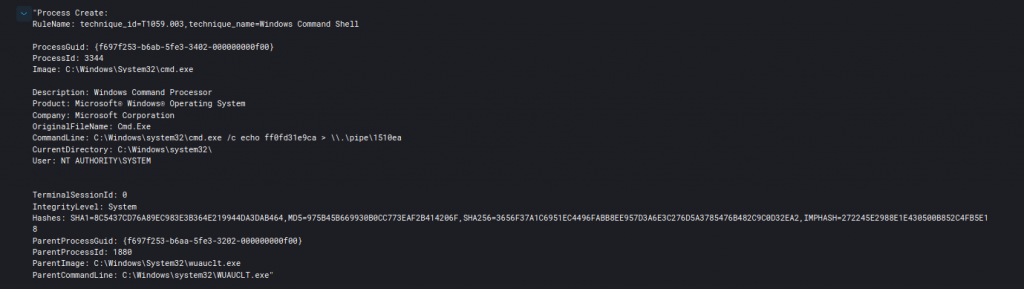 "Process Create:
RuleName: technique_id=T1059.003,technique_name=Windows Command Shell
ProcessGuid: {f697f253-b6ab-5fe3-3402-000000000f00}
ProcessId: 3344
Image: C:\Windows\System32\cmd.exe
Description: Windows Command Processor
Product: Microsoft® Windows® Operating System
Company: Microsoft Corporation
OriginalFileName: Cmd.Exe
CommandLine: C:\Windows\system32\cmd.exe /c echo ff0fd31e9ca > \\.\pipe\1510ea
CurrentDirectory: C:\Windows\system32\
User: NT AUTHORITY\SYSTEM
TerminalSessionId: 0
IntegrityLevel: System
Hashes: SHA1=8C5437CD76A89EC983E3B364E219944DA3DAB464,MD5=975B45B669930B0CC773EAF2B414206F,SHA256=3656F37A1C6951EC4496FABB8EE957D3A6E3C276D5A3785476B482C9C0D32EA2,IMPHASH=272245E2988E1E430500B852C4FB5E1
8
ParentProcessGuid: {f697f253-b6aa-5fe3-3202-000000000f00}
ParentProcessId: 1880
ParentImage: C:\Windows\System32\wuauclt.exe
ParentCommandLine: C:\Windows\system32\WUAUCLT.exe"